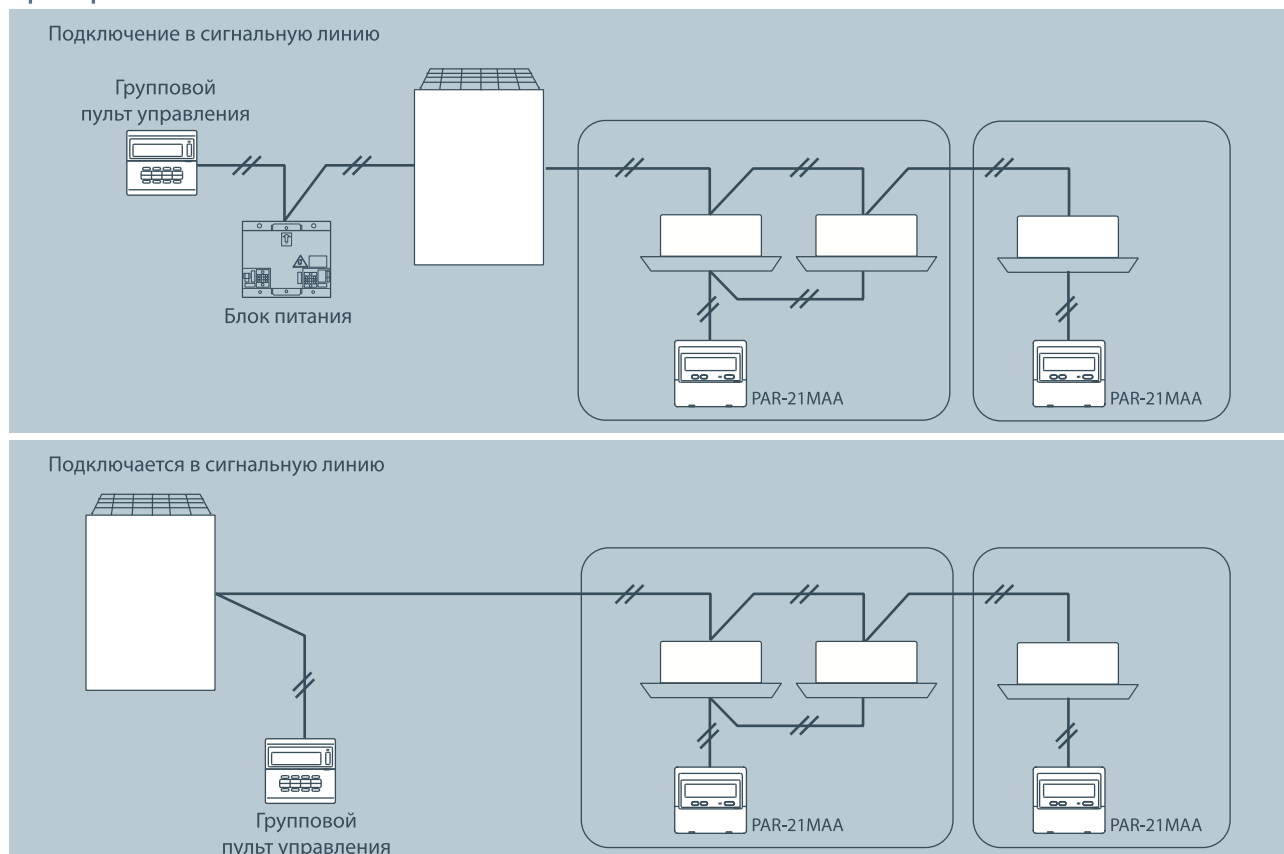 Подключение в сигнальную линию
Групповой
пульт управления
Блок питания
PAR-21MAA
PAR-21MAA
Подключается в сигнальную линию
PAR-21MAA
PAR-21MAA
Групповой
пульт управления